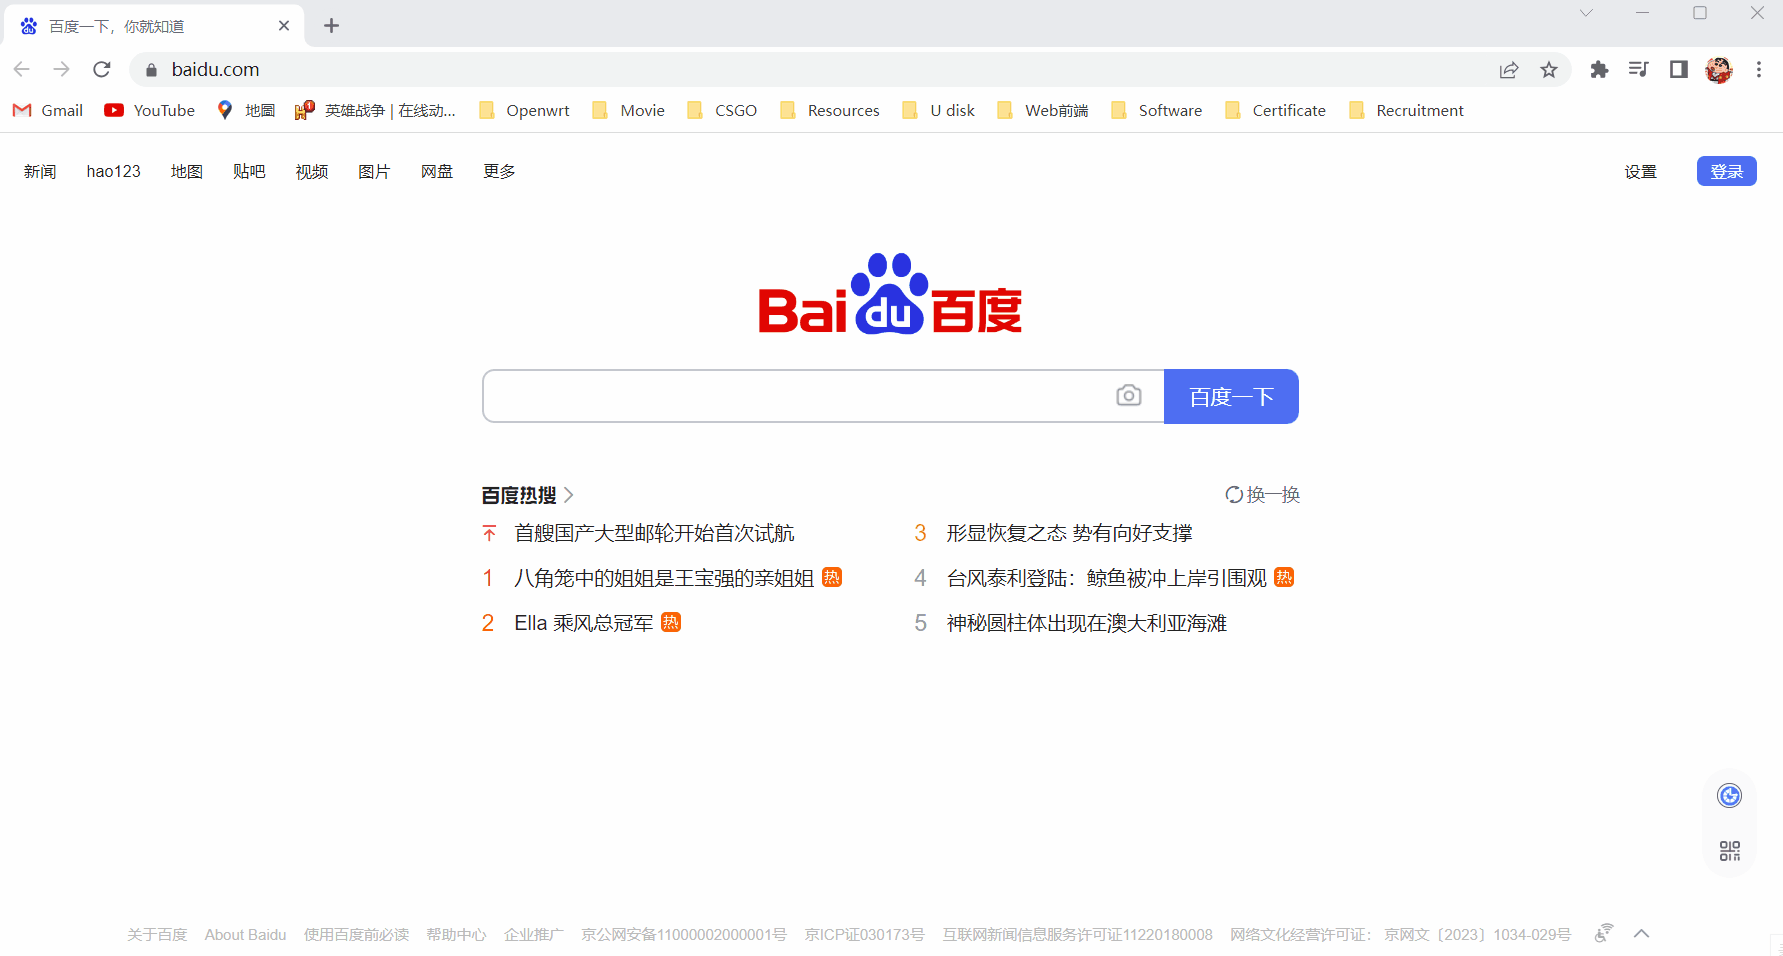 百度一下，你就知道
baidu.com
Gmail YouTube 地圖 英雄战争 | 在线动... Openwrt Movie CSGO Resources U disk Web前端 Software Certificate Recruitment
新闻 hao123 地图 贴吧 视频 图片 网盘 更多 设置 登录
Bai du 百度
百度一下
百度热搜 换一换
首艘国产大型邮轮开始首次试航
1 八角笼中的姐姐是王宝强的亲姐姐 热
2 Ella 乘风总冠军 热
3 形显恢复之态 势有向好支撑
4 台风泰利登陆：鲸鱼被冲上岸引围观 热
5 神秘圆柱体出现在澳大利亚海滩
关于百度 About Baidu 使用百度前必读 帮助中心 企业推广 京公网安备11000002000001号 京ICP证030173号 互联网新闻信息服务许可证11220180008 网络文化经营许可证： 京网文〔2023〕1034-029号